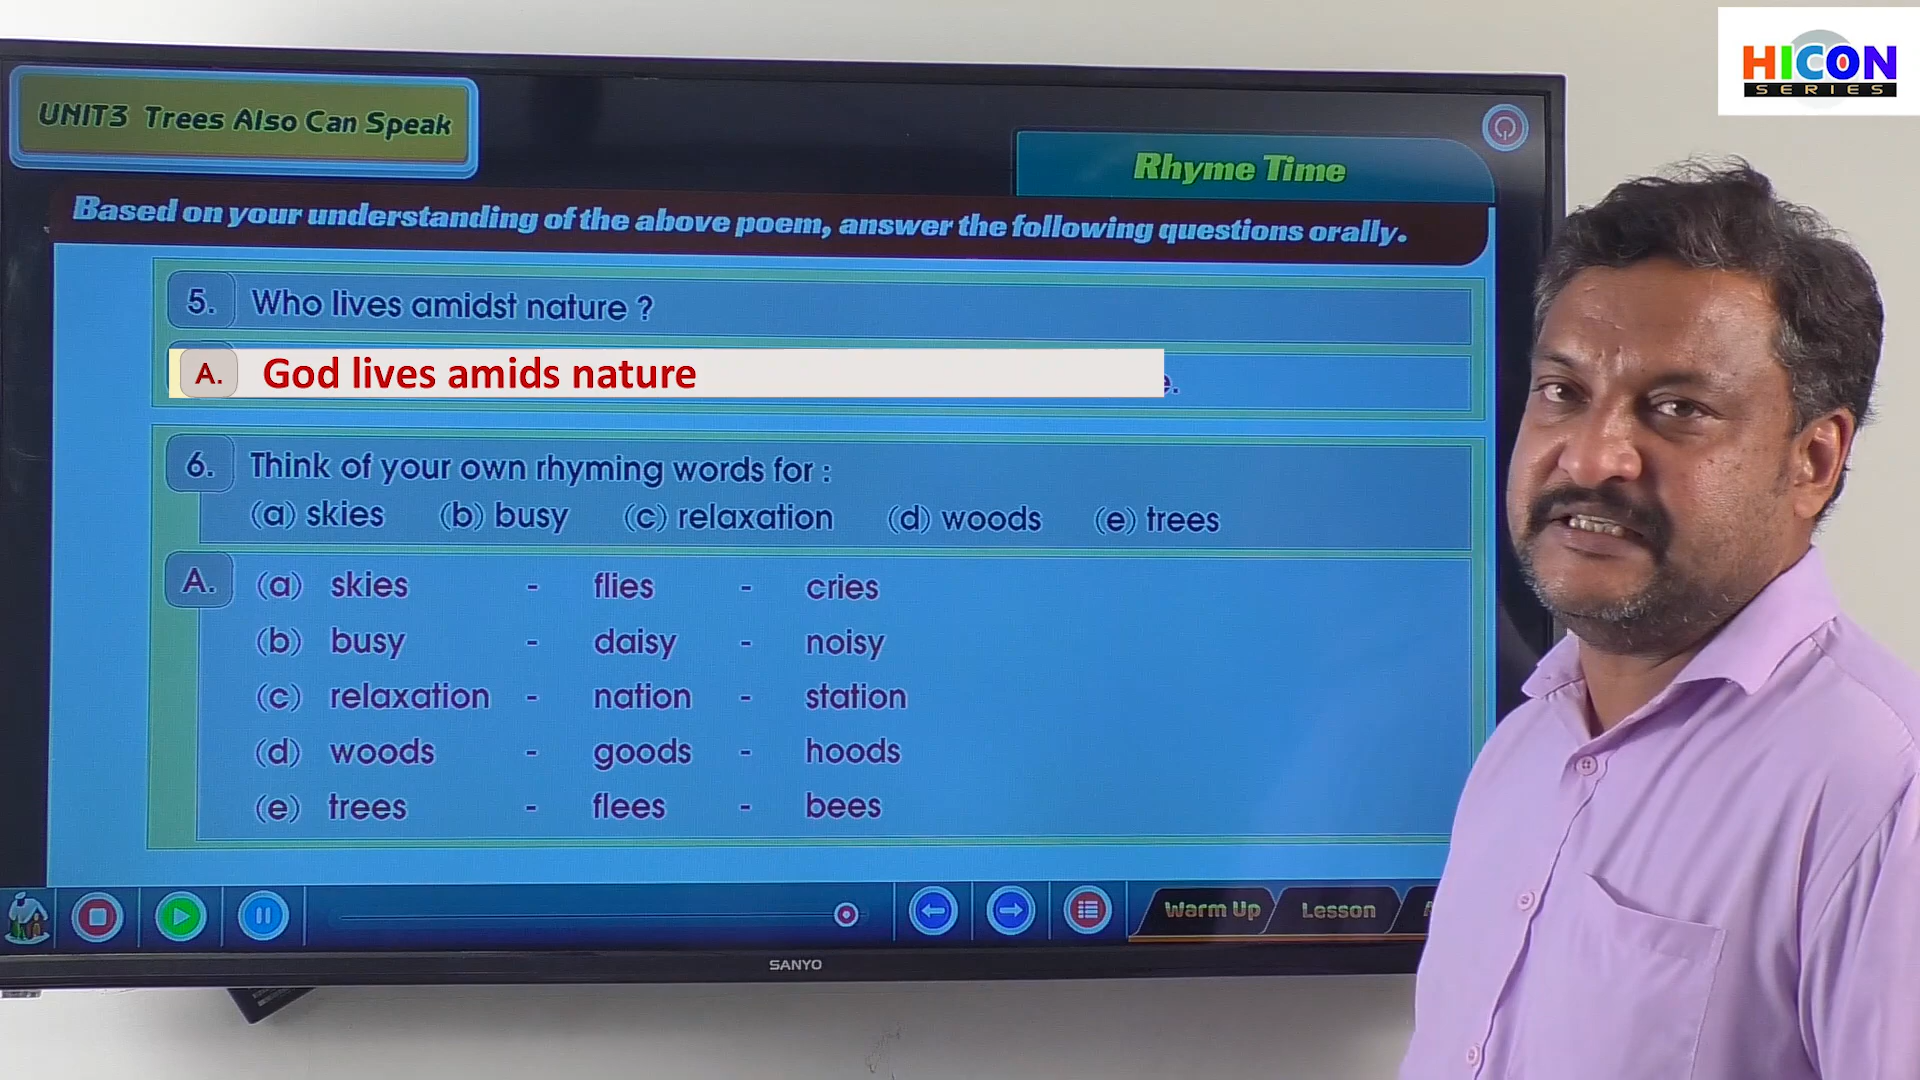 HICON
SERIES
UNIT3 Trees Also Can Speak
Rhyme Time
Based on your understanding of the above poem, answer the following questions orally.
5. Who lives amidst nature ?
A. God lives amids nature
e.
6. Think of your own rhyming words for :
(a) skies (b) busy (c) relaxation (d) woods (e) trees
A. (a) skies - flies - cries
(b) busy - daisy - noisy
(c) relaxation - nation - station
(d) woods - goods - hoods
(e) trees - flees - bees
Warm Up Lesson
SANYO